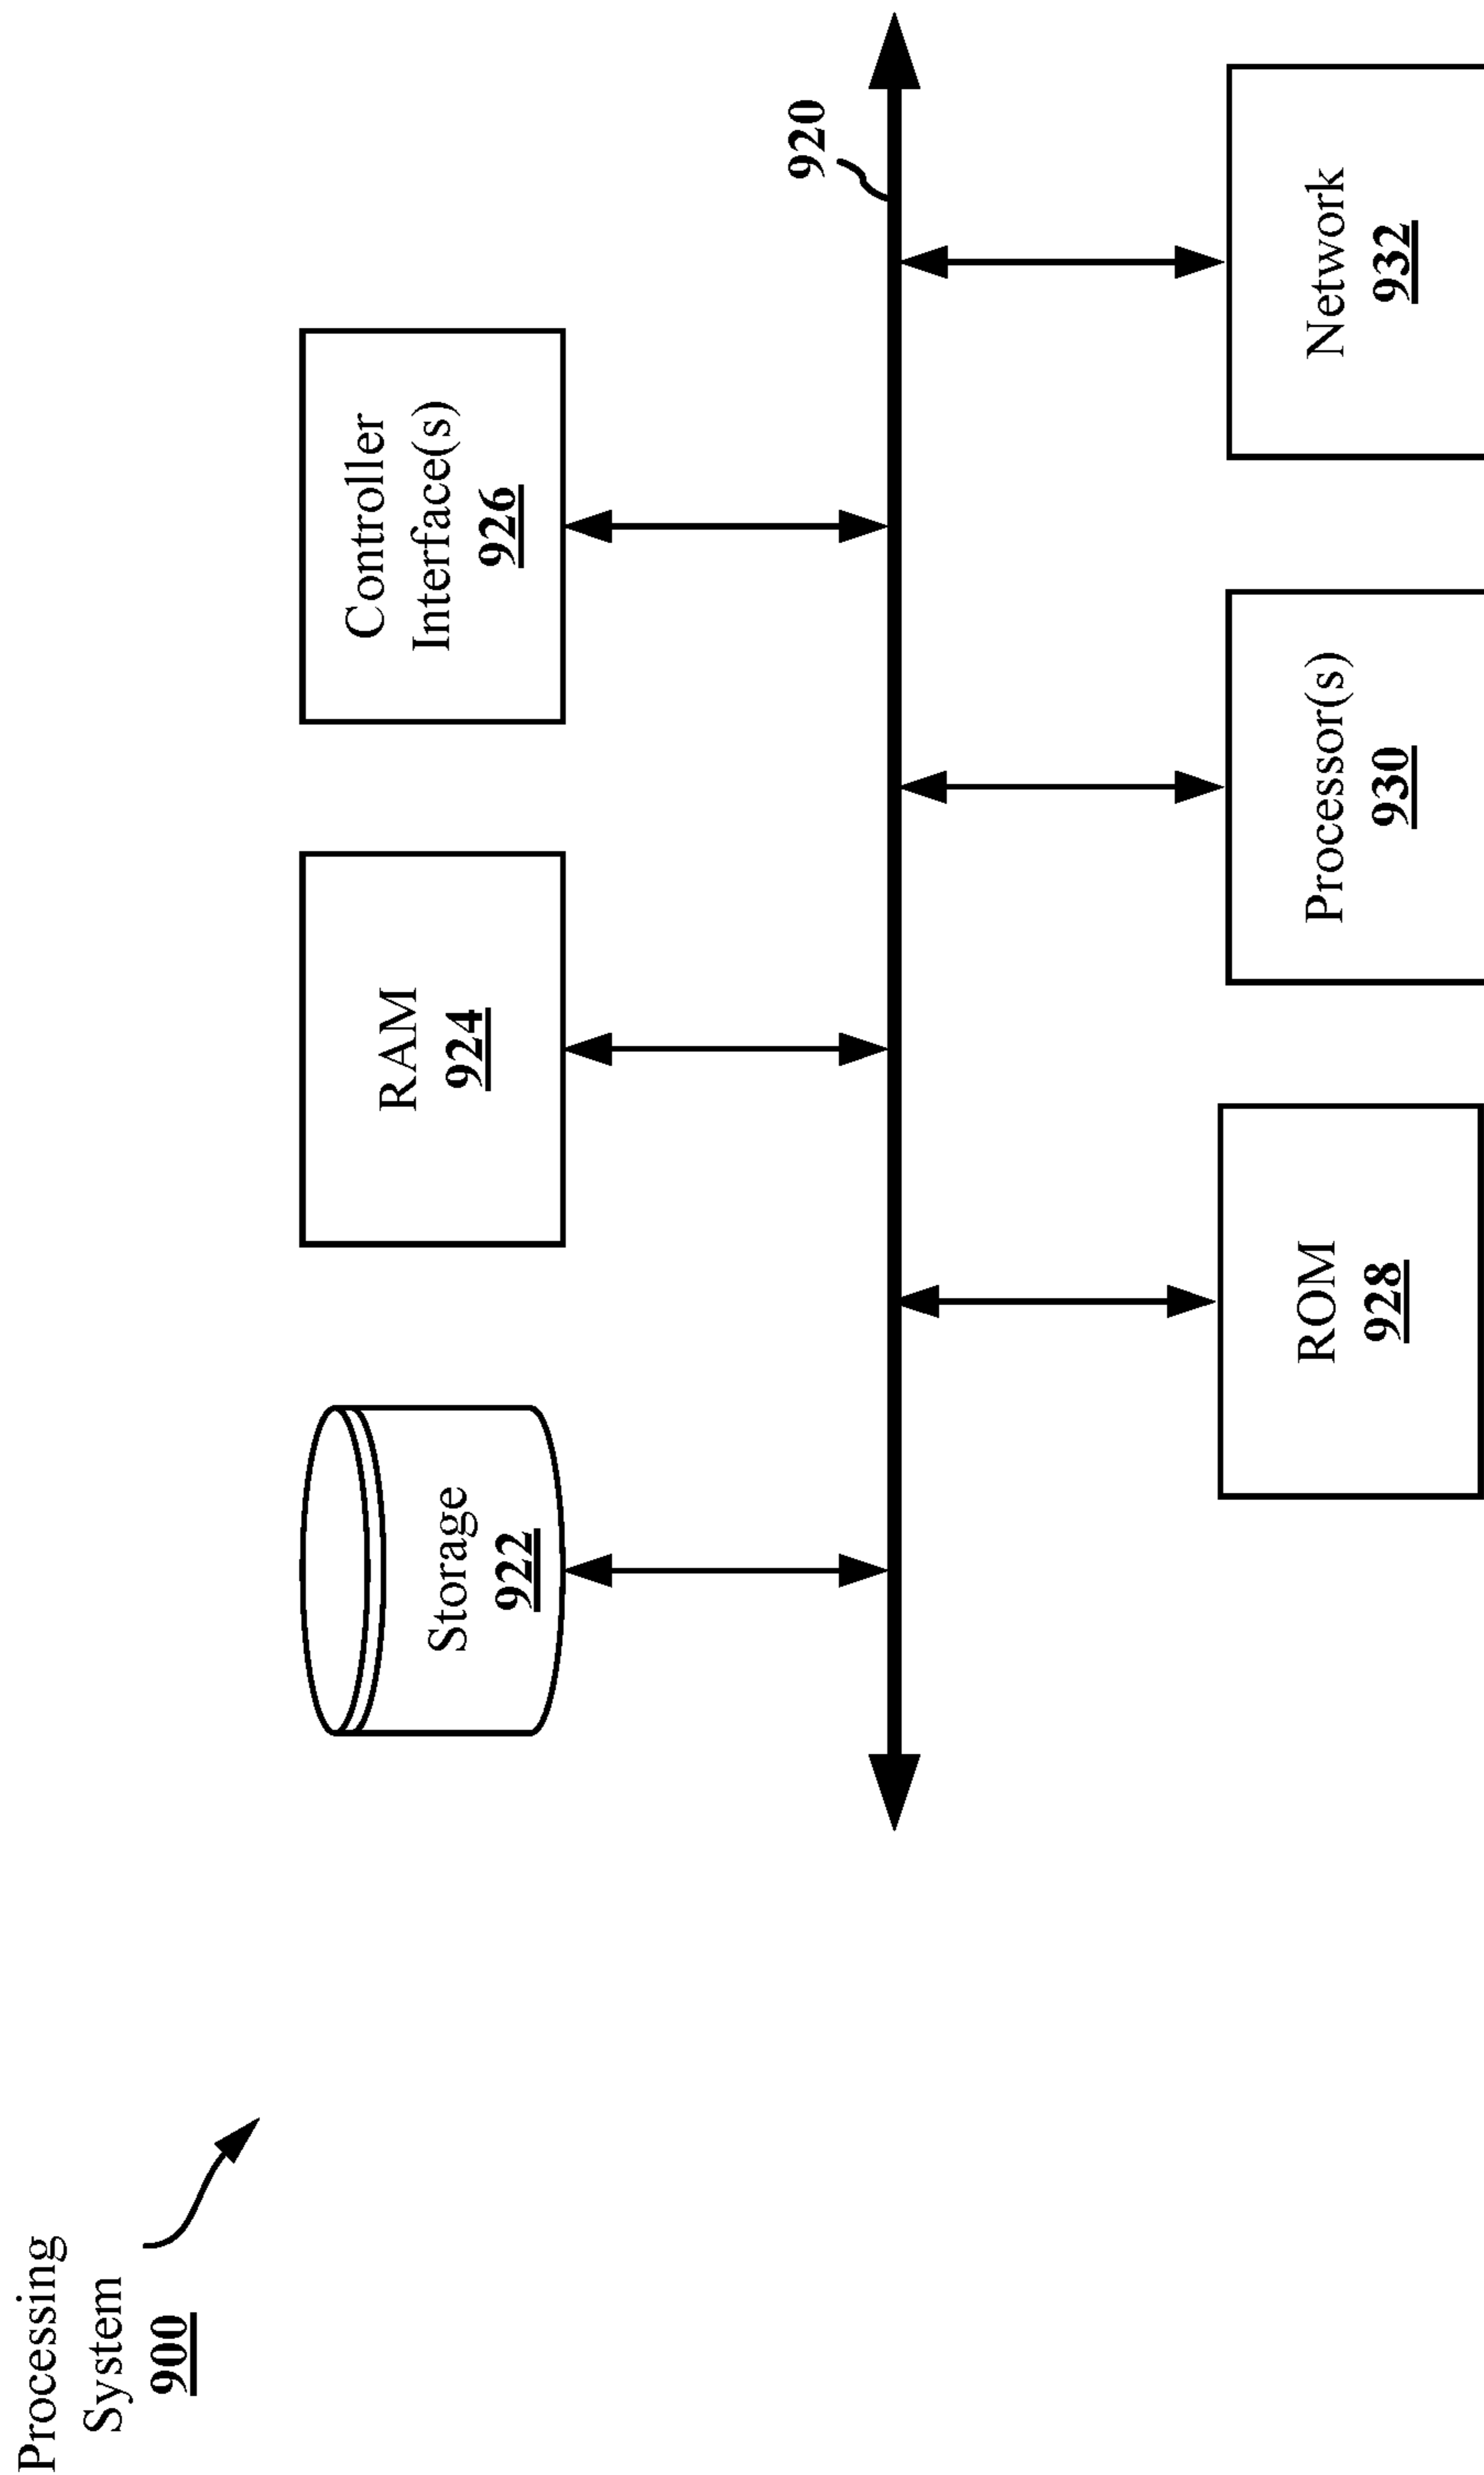 Processing
System
900
Storage
922
RAM
924
Controller
Interface(s)
926
920
ROM
928
Processor(s)
930
Network
932